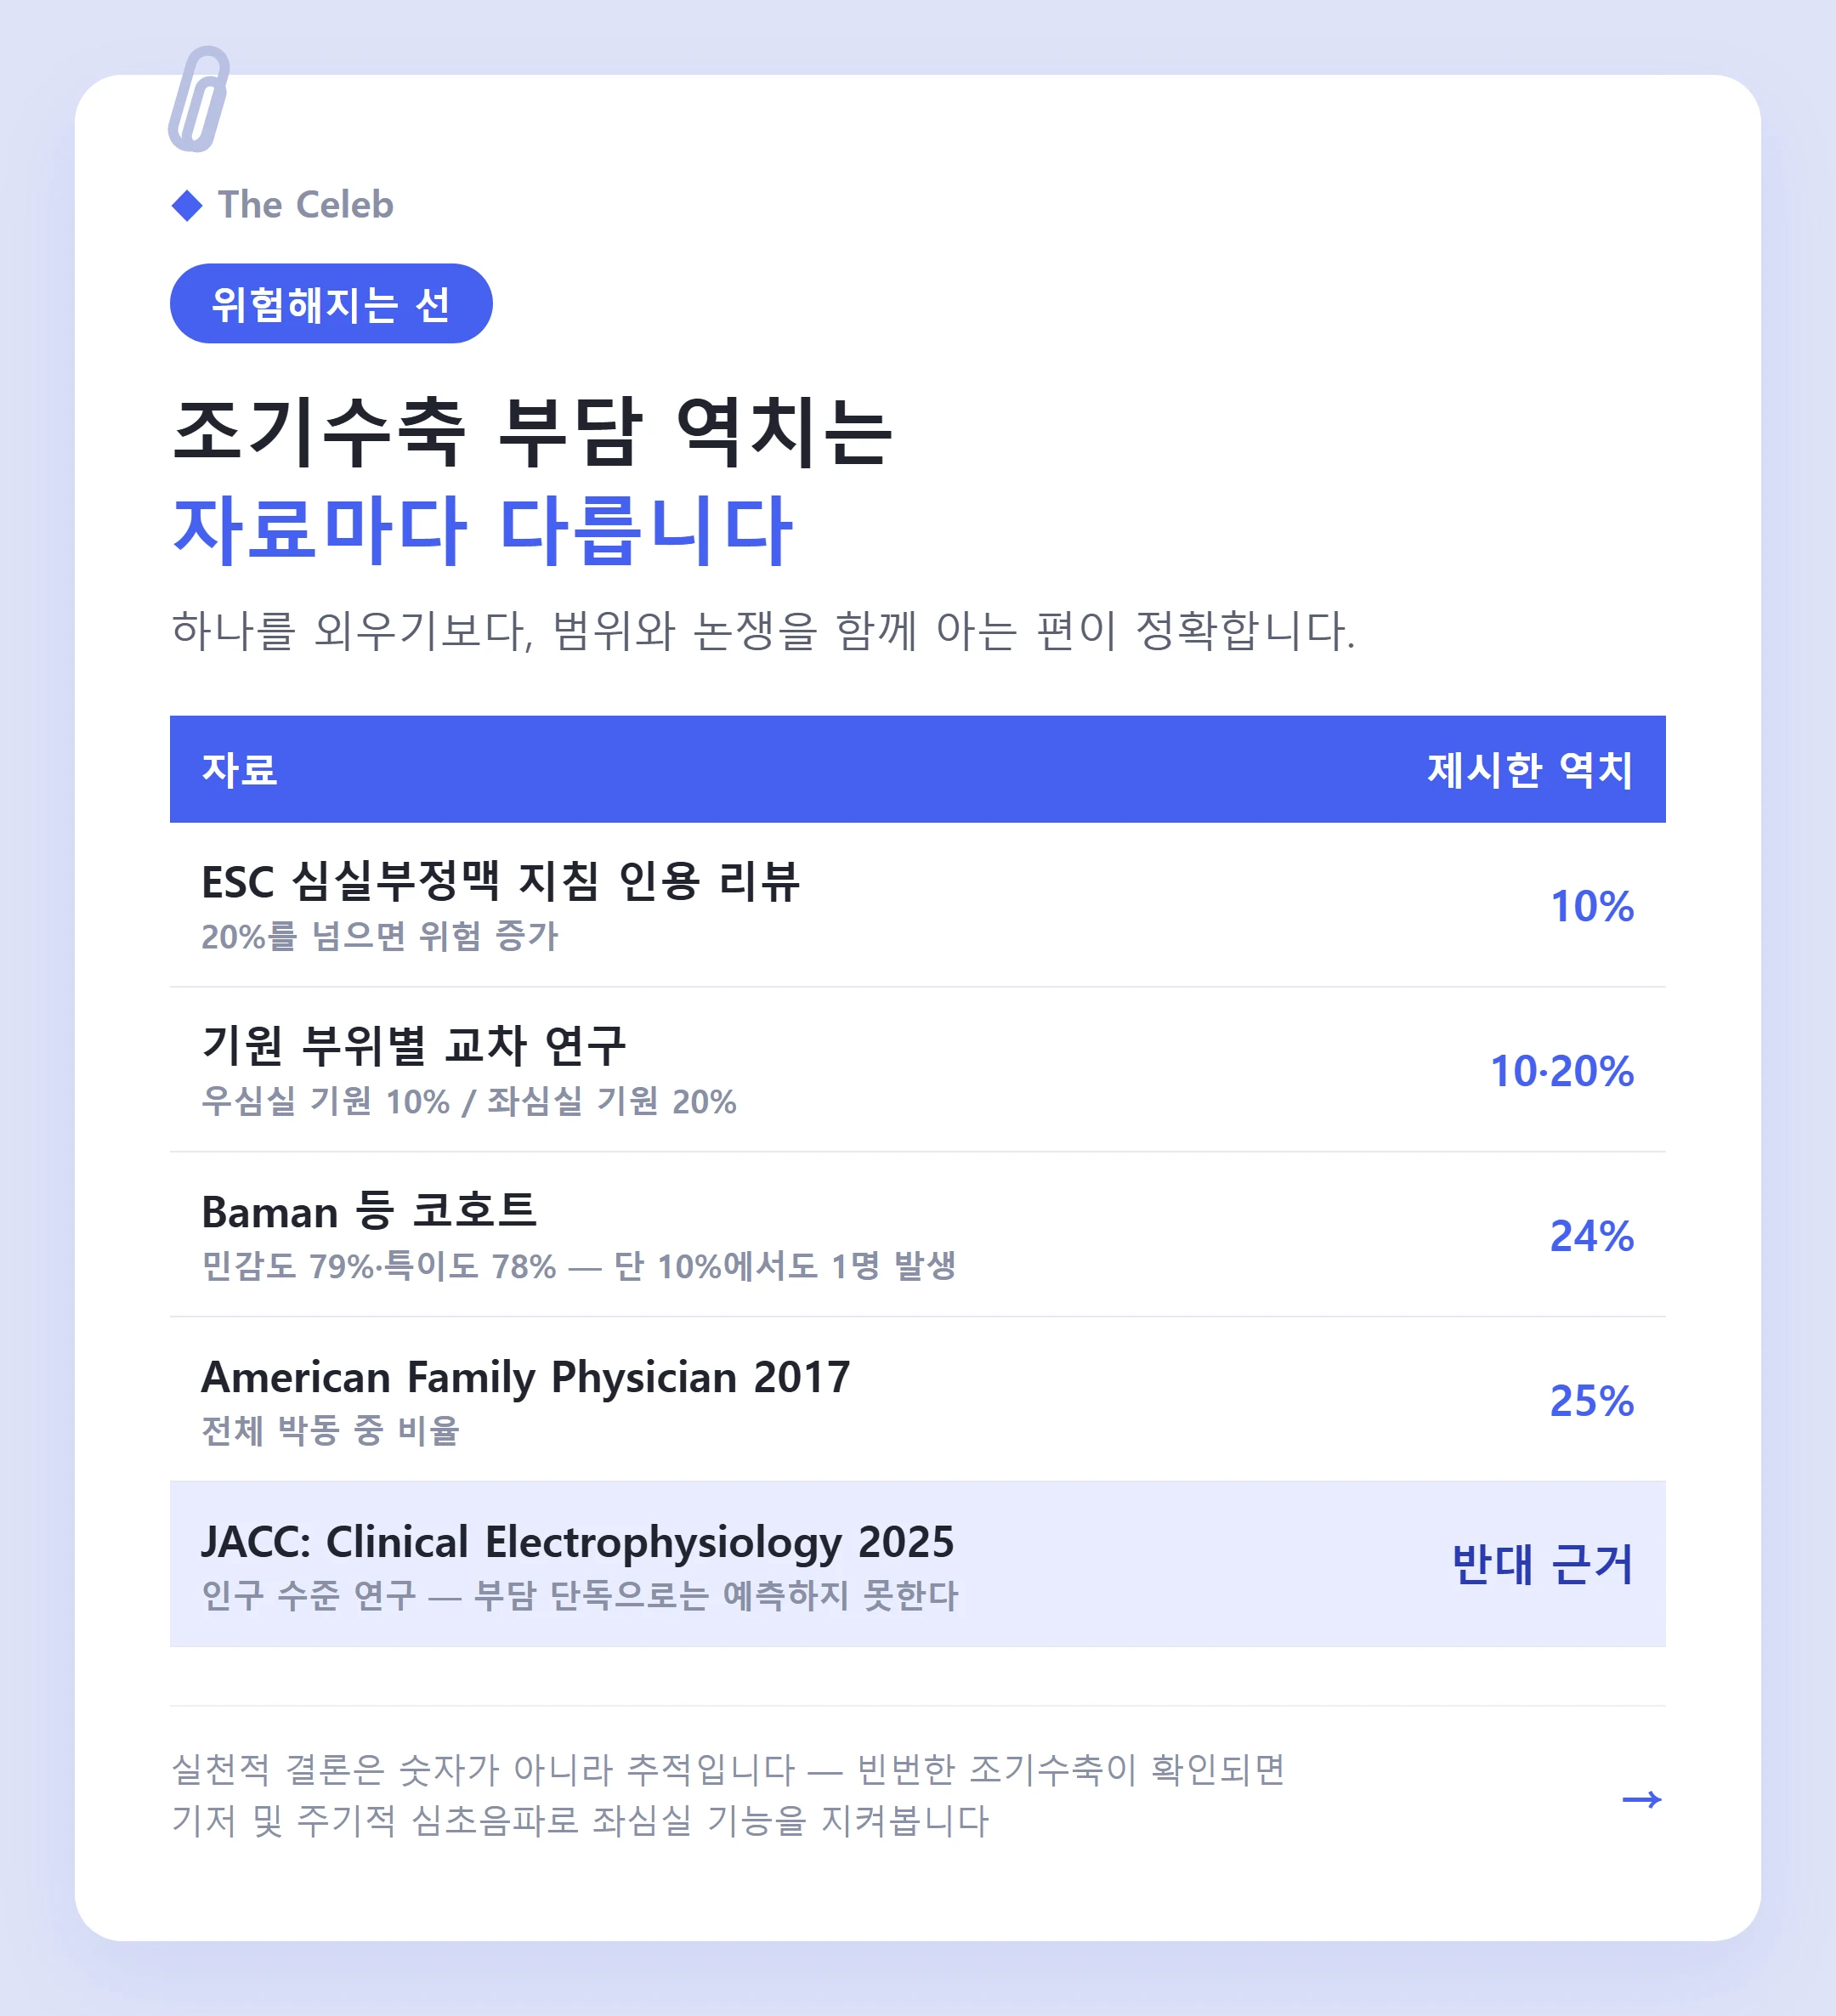 The Celeb
위험해지는 선
조기수축 부담 역치는
자료마다 다릅니다
하나를 외우기보다, 범위와 논쟁을 함께 아는 편이 정확합니다.
자료 제시한 역치
ESC 심실부정맥 지침 인용 리뷰
20%를 넘으면 위험 증가
10%
기원 부위별 교차 연구
우심실 기원 10% / 좌심실 기원 20%
10·20%
Baman 등 코호트
민감도 79%·특이도 78% — 단 10%에서도 1명 발생
24%
American Family Physician 2017
전체 박동 중 비율
25%
JACC: Clinical Electrophysiology 2025
인구 수준 연구 — 부담 단독으로는 예측하지 못한다
반대 근거
실천적 결론은 숫자가 아니라 추적입니다 — 빈번한 조기수축이 확인되면
기저 및 주기적 심초음파로 좌심실 기능을 지켜봅니다
→